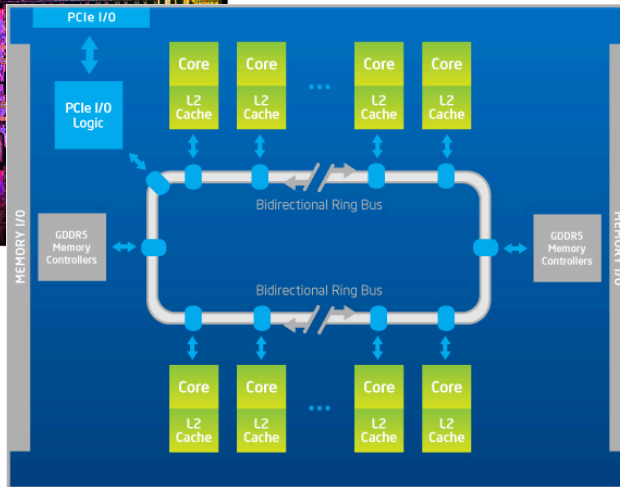 PCIe I/O
PCIe I/O
Logic
Core
L2
Cache
Core
L2
Cache
...
Core
L2
Cache
Core
L2
Cache
Bidirectional Ring Bus
MEMORY I/O
GDDR5
Memory
Controllers
GDDR5
Memory
Controllers
MEMORY I/O
Bidirectional Ring Bus
Core
L2
Cache
Core
L2
Cache
...
Core
L2
Cache
Core
L2
Cache